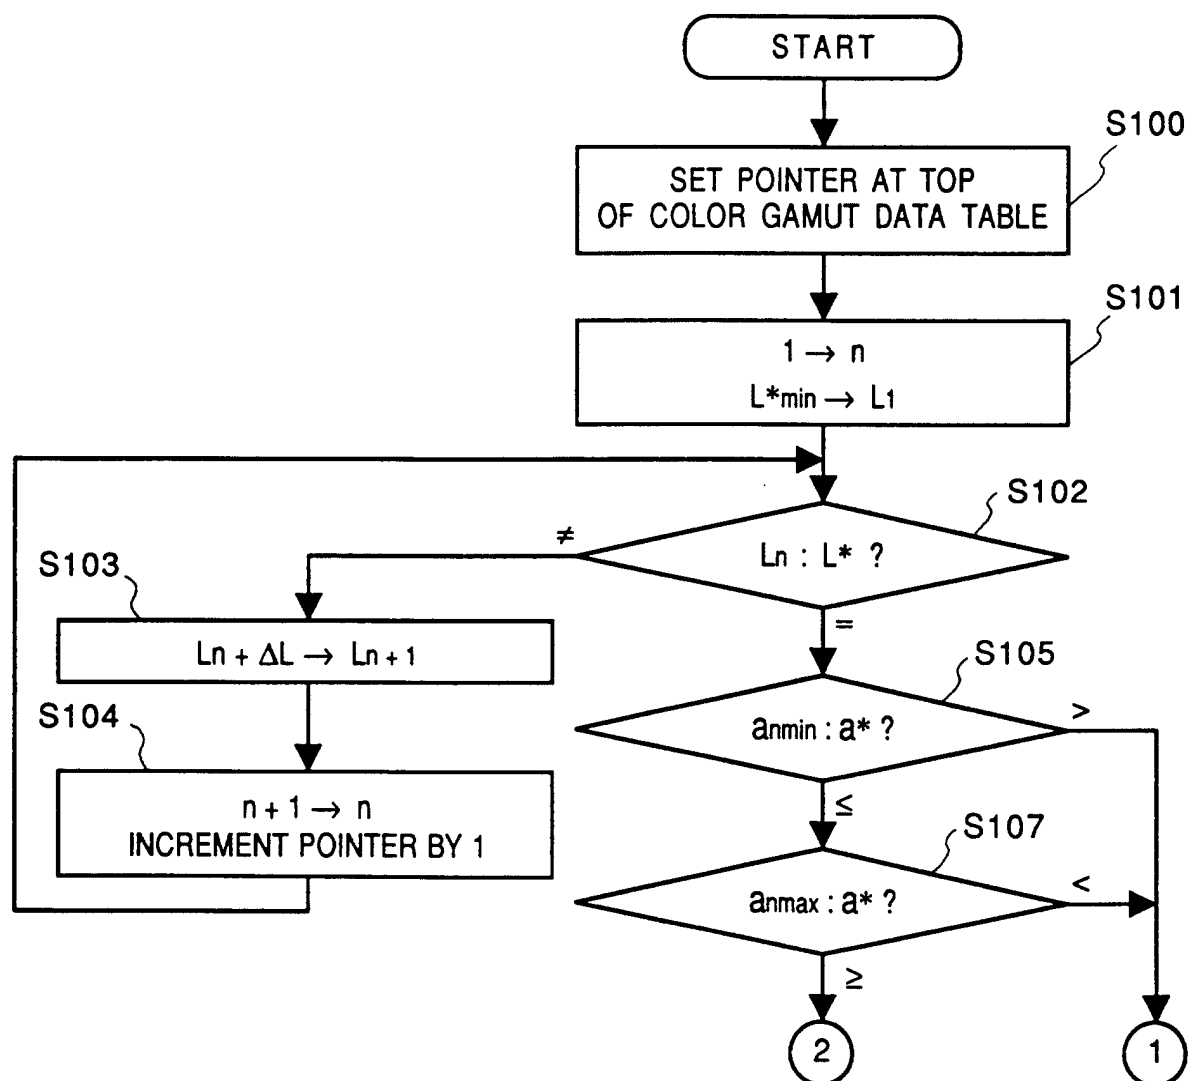 START
S100
SET POINTER AT TOP
OF COLOR GAMUT DATA TABLE
S101
1 → n
L*min → L1
S102
≠
Ln : L* ?
S103
=
Ln + ΔL → Ln + 1
S105
anmin : a* ?
>
S104
n + 1 → n
INCREMENT POINTER BY 1
≤
S107
anmax : a* ?
<
≥
2
1